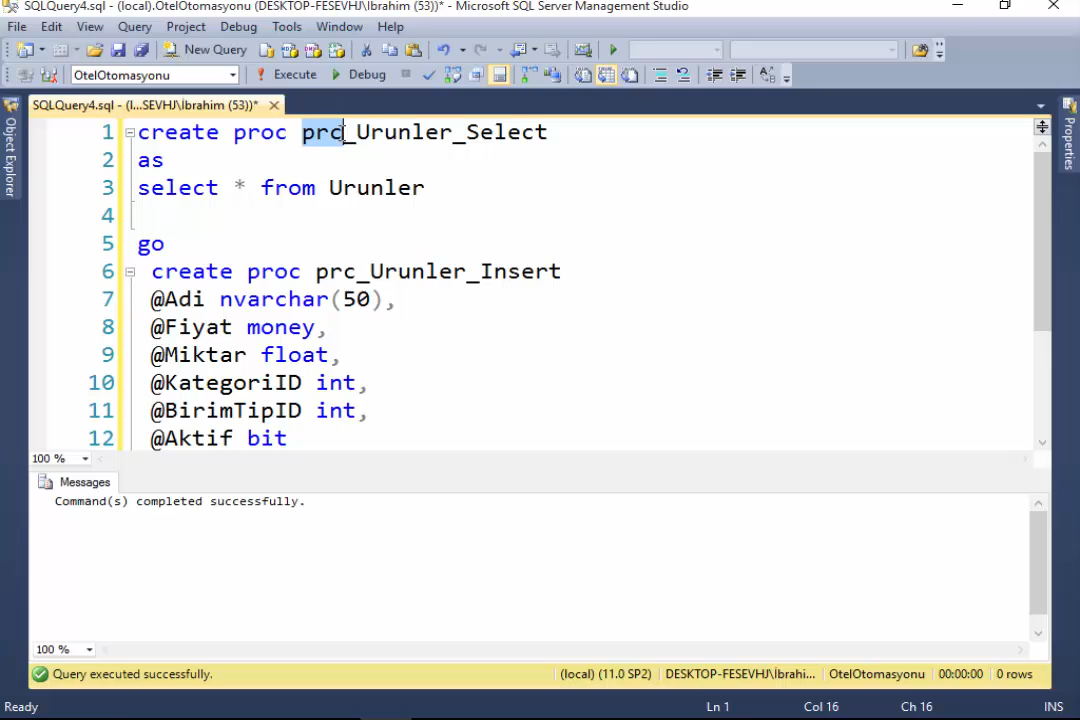 SQLQuery4.sql - (local).OtelOtomasyonu (DESKTOP-FESEVHJ\İbrahim (53))* - Microsoft SQL Server Management Studio
File Edit View Query Project Debug Tools Window Help
New Query
OtelOtomasyonu Execute Debug
SQLQuery4.sql - (l...SEVHJ\İbrahim (53))*
Object Explorer
Properties
1 create proc prc_Urunler_Select
2 as
3 select * from Urunler
4
5 go
6 create proc prc_Urunler_Insert
7 @Adi nvarchar(50),
8 @Fiyat money,
9 @Miktar float,
10 @KategoriID int,
11 @BirimTipID int,
12 @Aktif bit
100 %
Messages
Command(s) completed successfully.
100 %
Query executed successfully. (local) (11.0 SP2) DESKTOP-FESEVHJ\İbrahi... OtelOtomasyonu 00:00:00 0 rows
Ready Ln 1 Col 16 Ch 16 INS